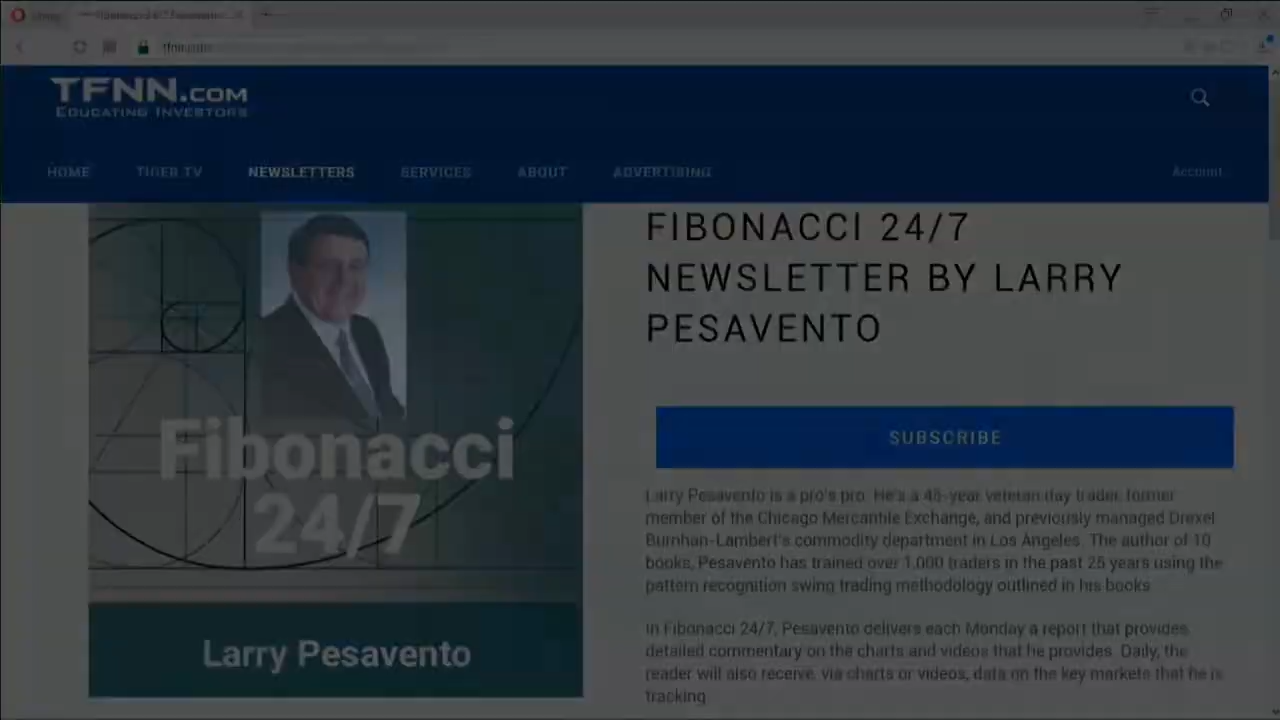 TFNN.COM
EDUCATING INVESTORS
HOME TIGER TV NEWSLETTERS SERVICES ABOUT ADVERTISING Account
FIBONACCI 24/7
NEWSLETTER BY LARRY
PESAVENTO
Fibonacci
24/7
Larry Pesavento
SUBSCRIBE
Larry Pesavento is a pro's pro. He's a 45-year veteran day trader, former
member of the Chicago Mercantile Exchange, and previously managed Drexel
Burnhan-Lambert's commodity department in Los Angeles. The author of 10
books, Pesavento has trained over 1,000 traders in the past 25 years using the
pattern recognition swing trading methodology outlined in his books
In Fibonacci 24/7, Pesavento delivers each Monday a report that provides
detailed commentary on the charts and videos that he provides. Daily, the
reader will also receive, via charts or videos, data on the key markets that he is
tracking